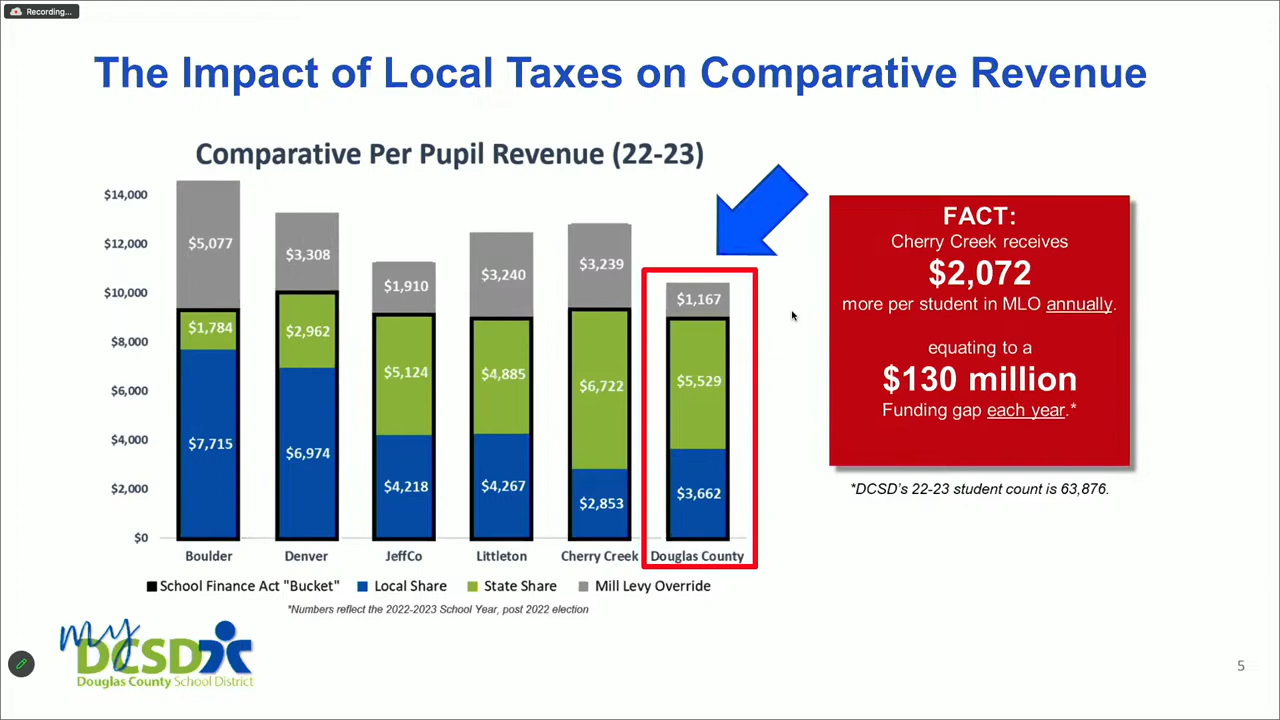 Recording...
The Impact of Local Taxes on Comparative Revenue
Comparative Per Pupil Revenue (22-23)
$14,000
$12,000
$10,000
$8,000
$6,000
$4,000
$2,000
$0
$5,077
$1,784
$7,715
$3,308
$2,962
$6,974
$1,910
$5,124
$4,218
$3,240
$4,885
$4,267
$3,239
$6,722
$2,853
$1,167
$5,529
$3,662
Boulder
Denver
JeffCo
Littleton
Cherry Creek
Douglas County
School Finance Act "Bucket"
Local Share
State Share
Mill Levy Override
*Numbers reflect the 2022-2023 School Year, post 2022 election
FACT:
Cherry Creek receives
$2,072
more per student in MLO annually.
equating to a
$130 million
Funding gap each year.*
*DCSD's 22-23 student count is 63,876.
my
DCSD
Douglas County School District
5